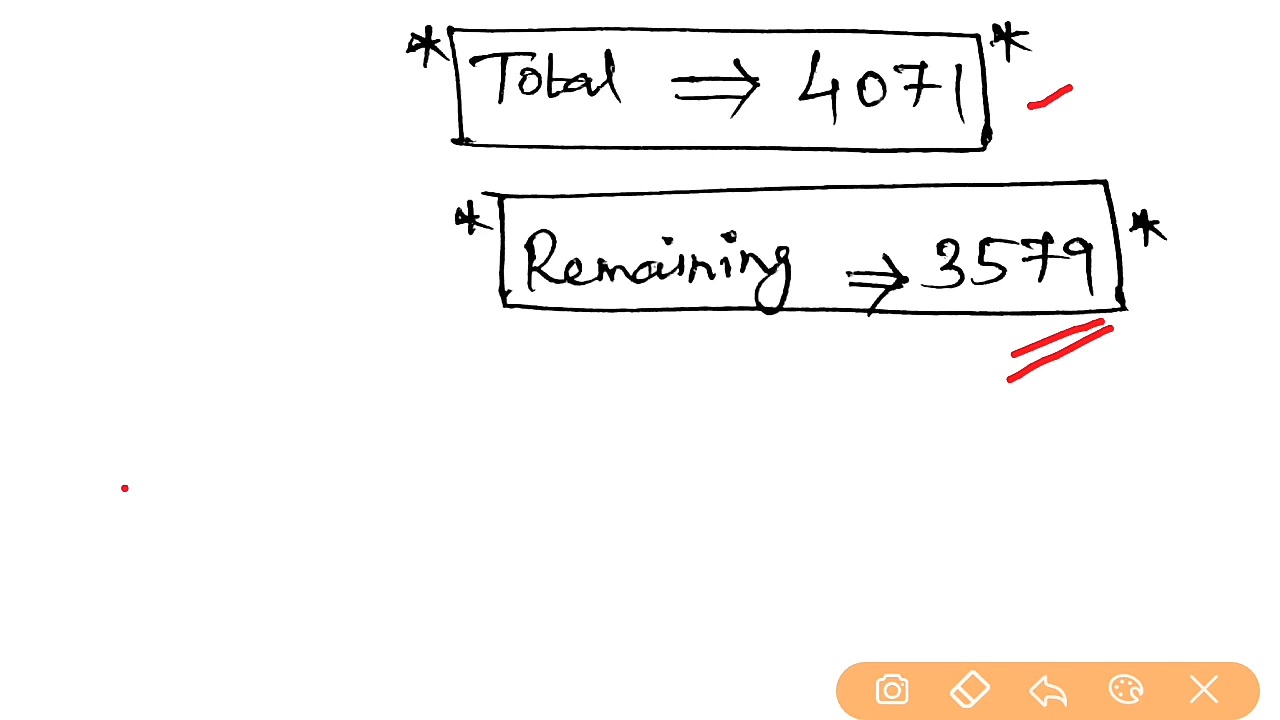 * Total ⇒ 4071 *
* Remaining ⇒ 3579 *